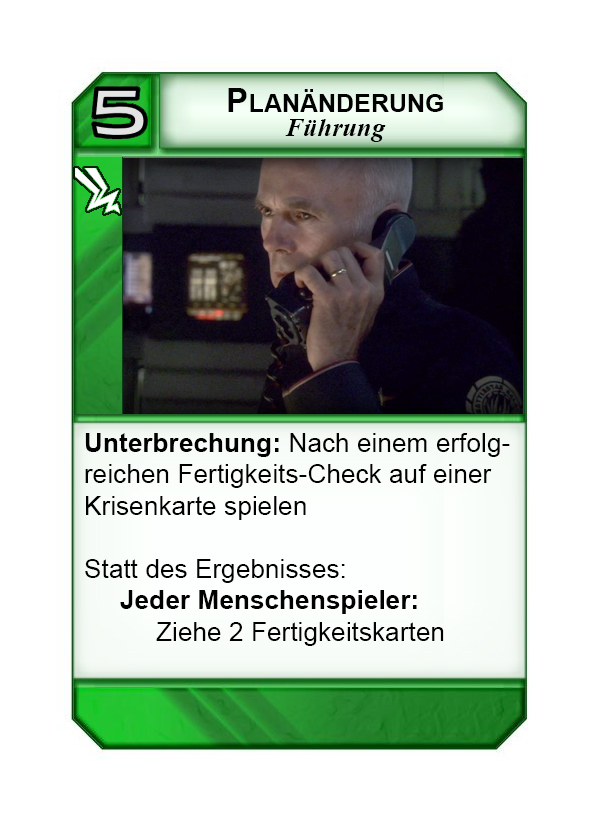 5
PLANÄNDERUNG
Führung
Unterbrechung: Nach einem erfolg-
reichen Fertigkeits-Check auf einer
Krisenkarte spielen
Statt des Ergebnisses:
Jeder Menschenspieler:
Ziehe 2 Fertigkeitskarten